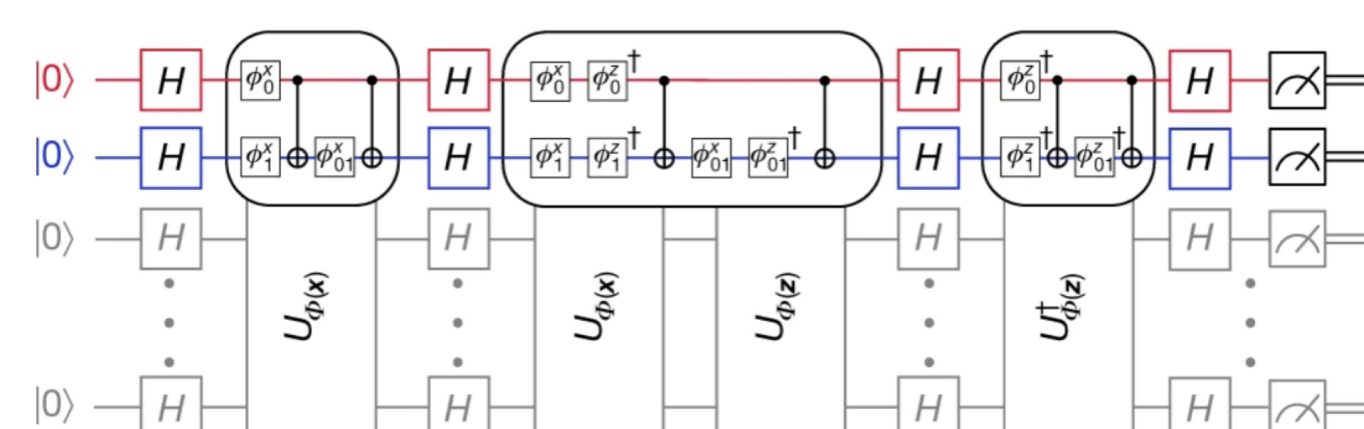 |0⟩ H ϕ₀ˣ H ϕ₀ˣ ϕ₀ᶻ† H ϕ₀ᶻ† H
|0⟩ H ϕ₁ˣ ϕ₀₁ˣ H ϕ₁ˣ ϕ₁ᶻ† ϕ₀₁ˣ ϕ₀₁ᶻ† H ϕ₁ᶻ† ϕ₀₁ᶻ† H
|0⟩ H H H H
U_Φ(x) U_Φ(x) U_Φ(z) U†_Φ(z)
|0⟩ H H H H